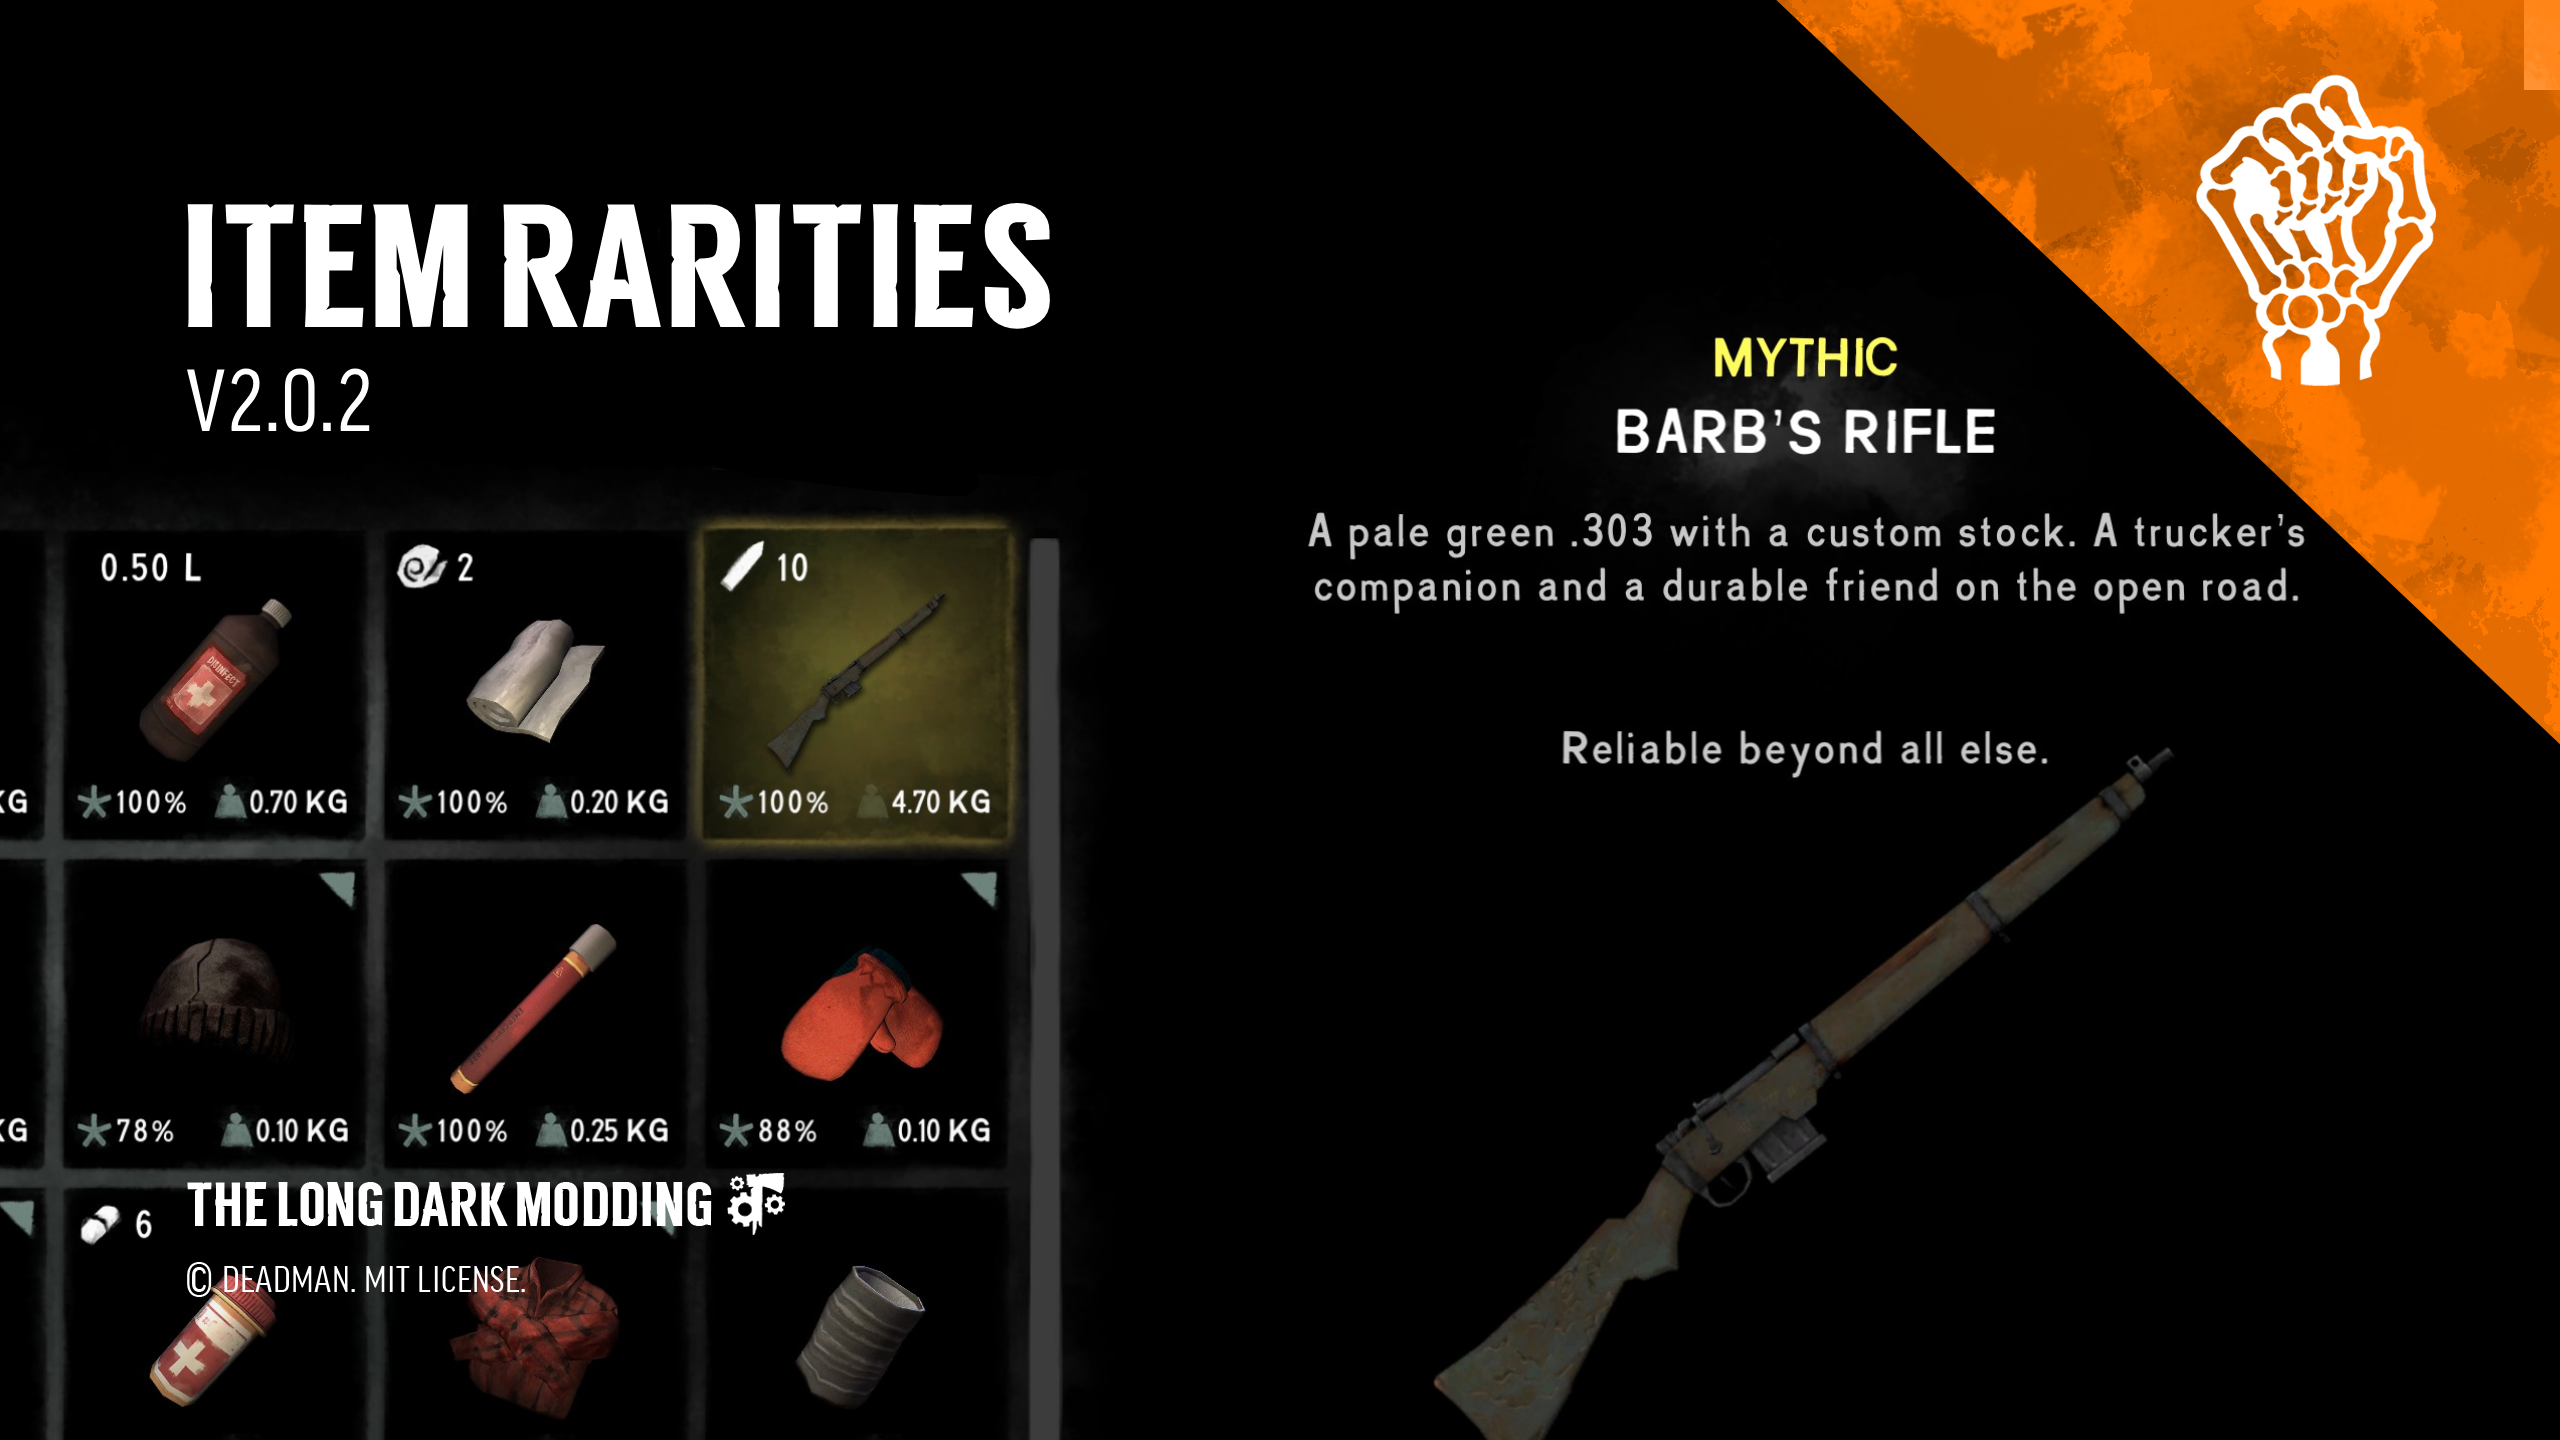 ITEM RARITIES
V2.0.2
MYTHIC
BARB'S RIFLE
A pale green .303 with a custom stock. A trucker's
companion and a durable friend on the open road.
Reliable beyond all else.
0.50 L
2
10
DISINFECT
KG
100% 0.70 KG
100% 0.20 KG
100% 4.70 KG
KG
78% 0.10 KG
100% 0.25 KG
88% 0.10 KG
6
THE LONG DARK MODDING
© DEADMAN. MIT LICENSE.